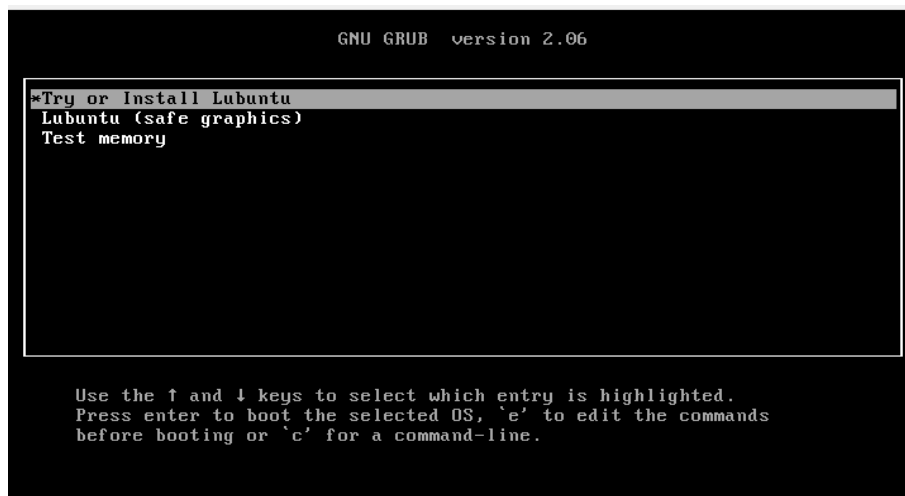 GNU GRUB  version 2.06
*Try or Install Lubuntu
Lubuntu (safe graphics)
Test memory
Use the ↑ and ↓ keys to select which entry is highlighted.
Press enter to boot the selected OS, `e' to edit the commands
before booting or `c' for a command-line.